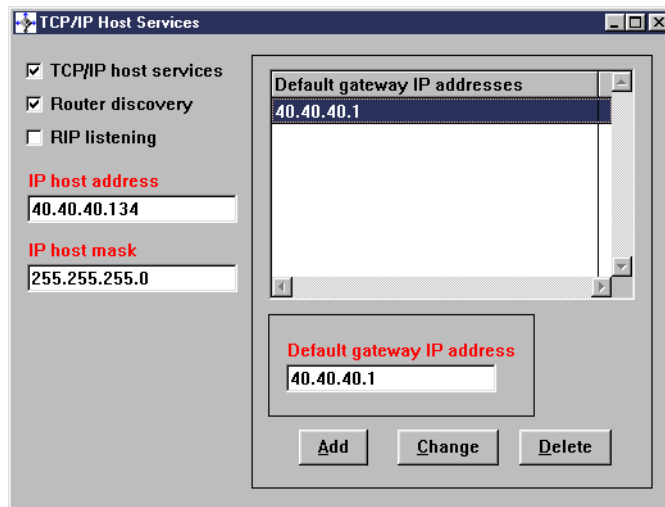 TCP/IP Host Services
TCP/IP host services
Router discovery
RIP listening
IP host address
40.40.40.134
IP host mask
255.255.255.0
Default gateway IP addresses
40.40.40.1
Default gateway IP address
40.40.40.1
Add
Change
Delete